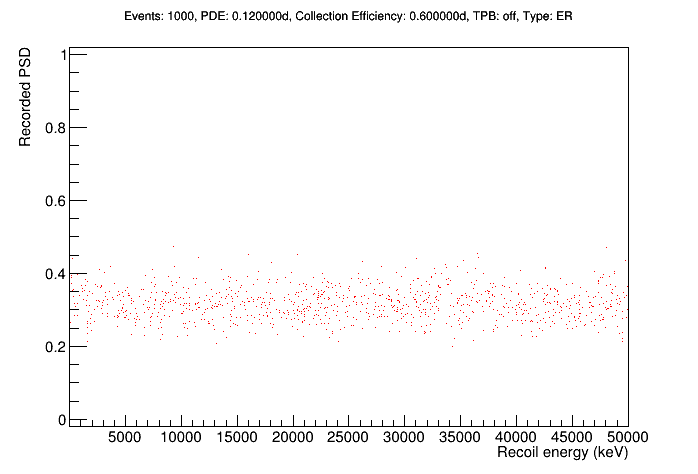 Events: 1000, PDE: 0.120000d, Collection Efficiency: 0.600000d, TPB: off, Type: ER
Recorded PSD
1
0.8
0.6
0.4
0.2
0
5000 10000 15000 20000 25000 30000 35000 40000 45000 50000
Recoil energy (keV)